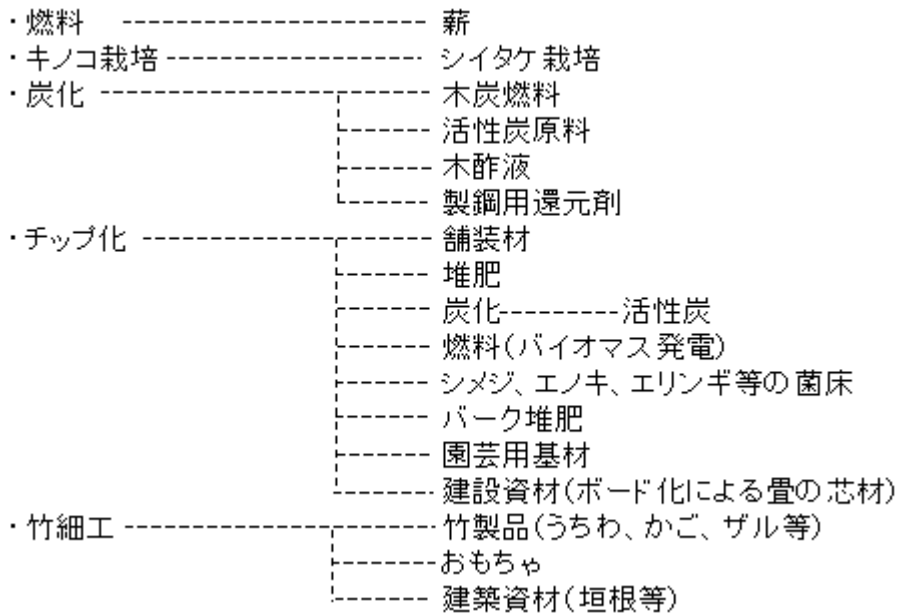 ・燃料 ------------------------ 薪
・キノコ栽培 -------------------- シイタケ栽培
・炭化 ------------------------- 木炭燃料
------- 活性炭原料
------- 木酢液
------- 製鋼用還元剤
・チップ化 ---------------------- 舗装材
------- 堆肥
------- 炭化---------活性炭
------- 燃料(バイオマス発電)
------- シメジ、エノキ、エリンギ等の菌床
------- バーク堆肥
------- 園芸用基材
------- 建設資材(ボード化による畳の芯材)
・竹細工 ------------------------ 竹製品(うちわ、かご、ザル等)
--------おもちゃ
------- 建築資材(垣根等)